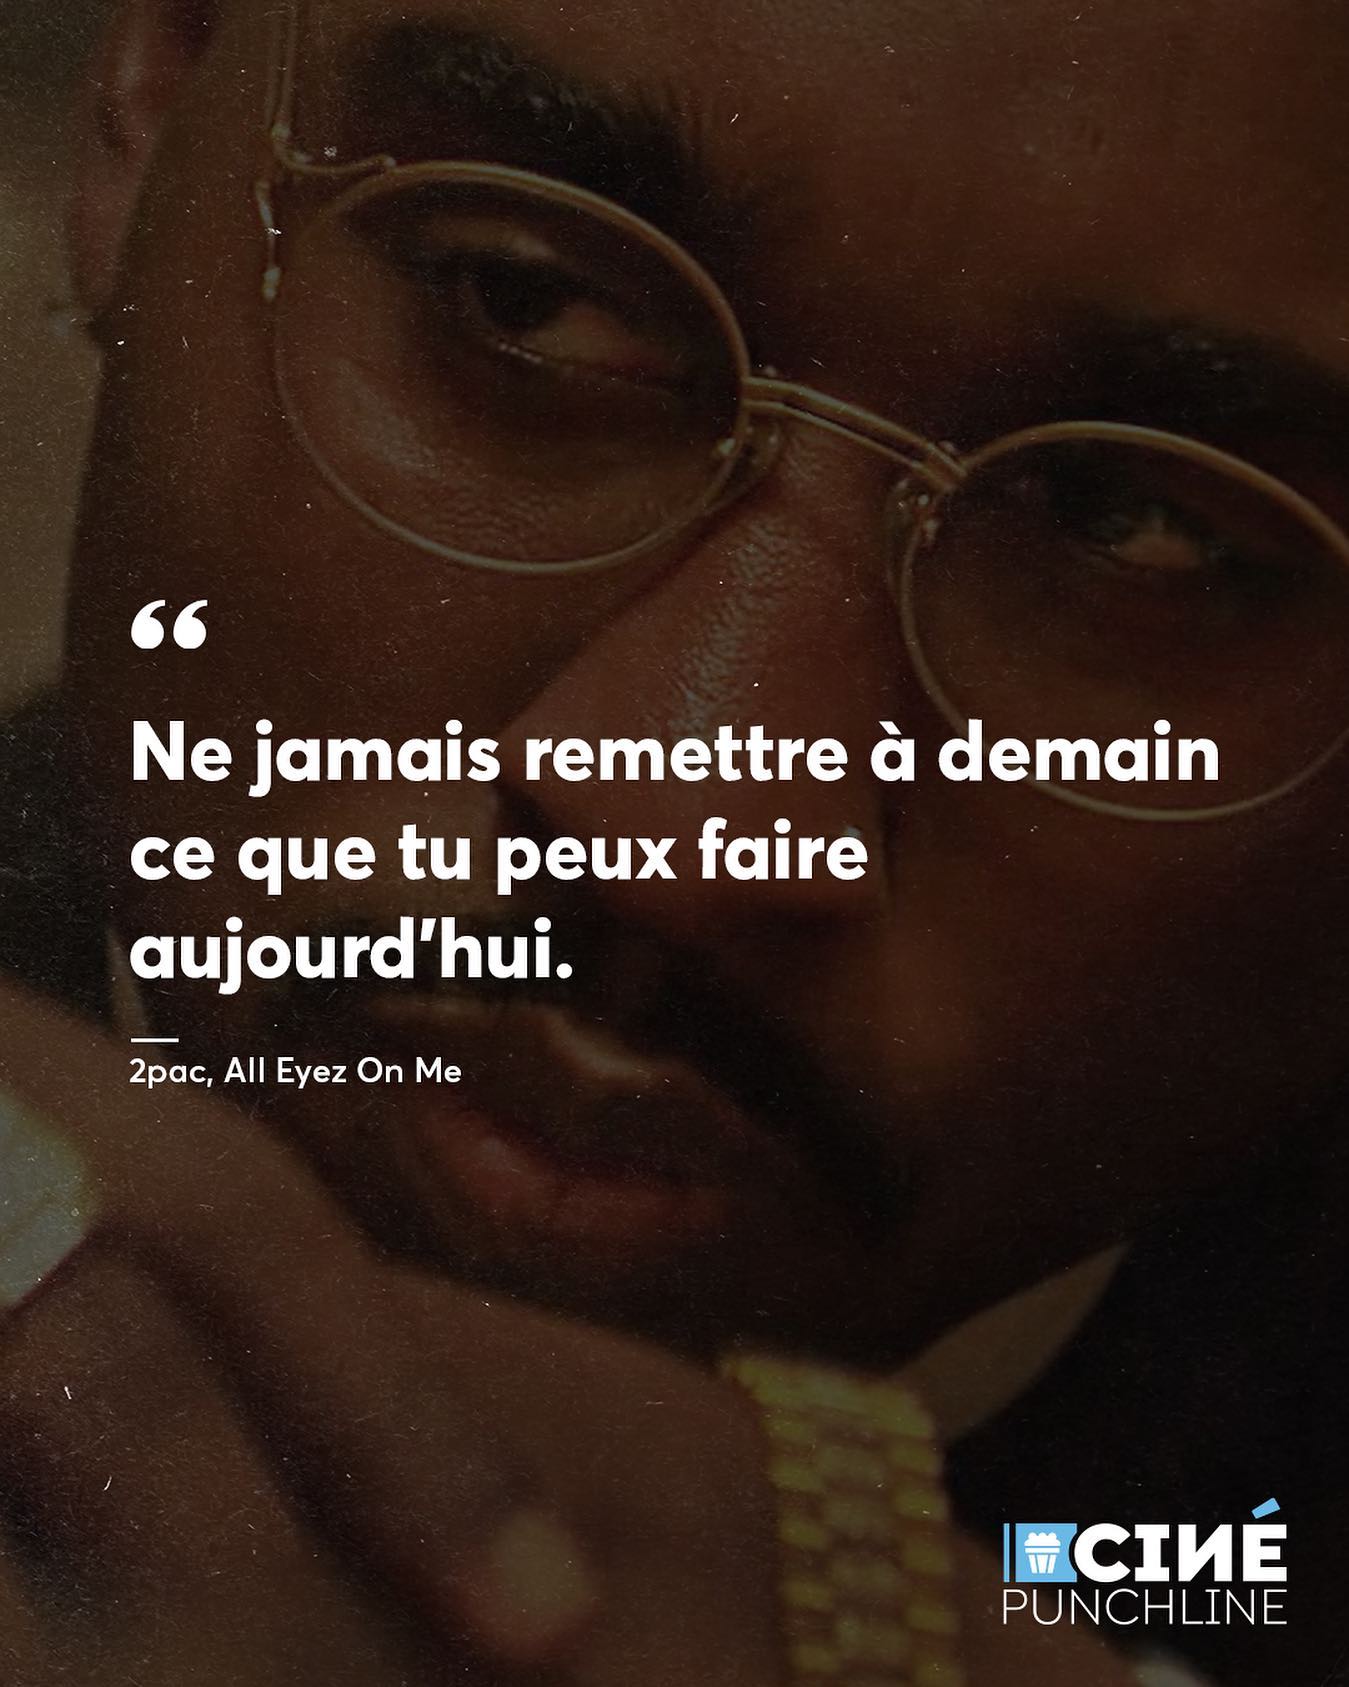 “
Ne jamais remettre à demain
ce que tu peux faire
aujourd'hui.
2pac, All Eyez On Me
CINÉ
PUNCHLINE